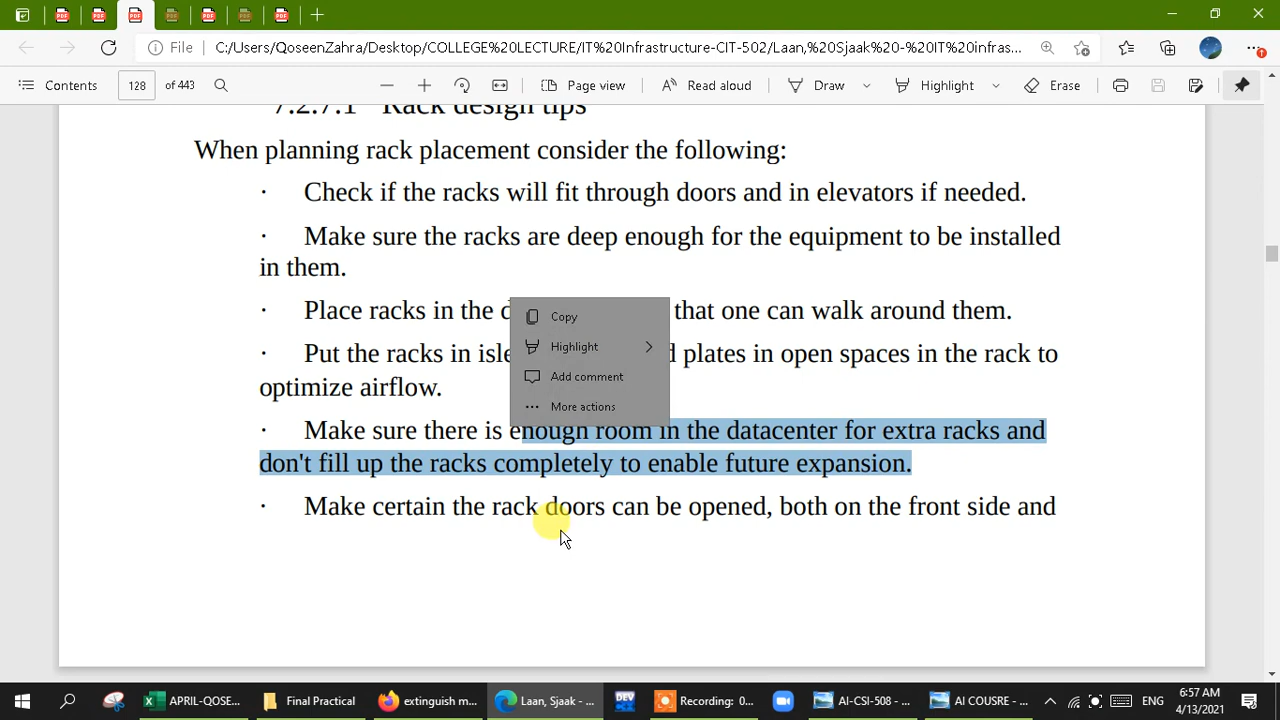 File
C:/Users/QoseenZahra/Desktop/COLLEGE%20LECTURE/IT%20Infrastructure-CIT-502/Laan,%20Sjaak%20-%20IT%20infras...
Contents
128
of 443
Page view
Read aloud
Draw
Highlight
Erase
7.2.7.1 Rack design tips
When planning rack placement consider the following:
· Check if the racks will fit through doors and in elevators if needed.
· Make sure the racks are deep enough for the equipment to be installed
in them.
· Place racks in the d that one can walk around them.
· Put the racks in isle d plates in open spaces in the rack to
optimize airflow.
Copy
Highlight
Add comment
More actions
· Make sure there is enough room in the datacenter for extra racks and
don't fill up the racks completely to enable future expansion.
· Make certain the rack doors can be opened, both on the front side and
APRIL-QOSE...
Final Practical
extinguish m...
Laan, Sjaak - ...
DEV
Recording: 0...
AI-CSI-508 - ...
AI COUSRE - ...
ENG
6:57 AM
4/13/2021